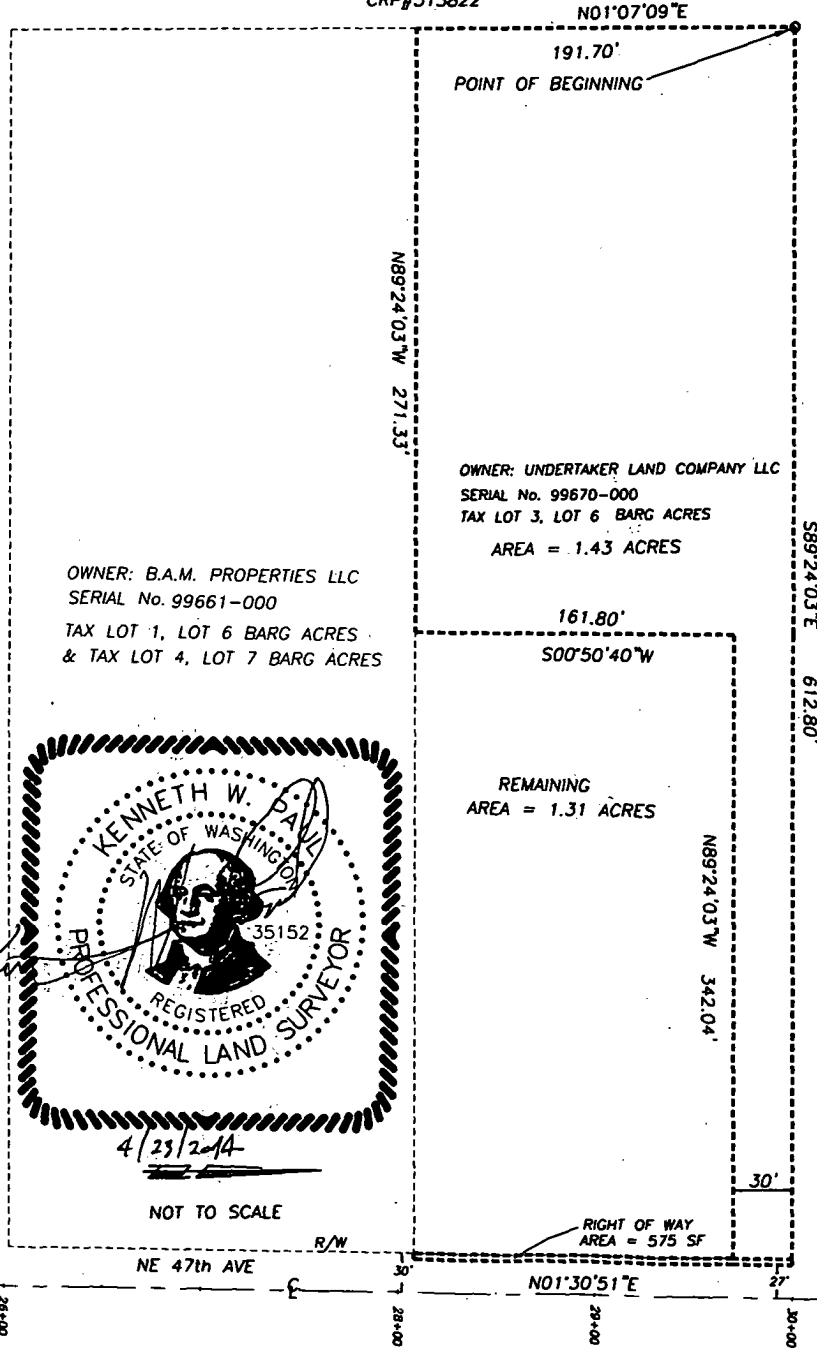 N01°07'09"E
191.70'
POINT OF BEGINNING
N89°24'03"W 271.33'
OWNER: UNDERTAKER LAND COMPANY LLC
SERIAL No. 99670-000
TAX LOT 3, LOT 6 BARG ACRES
AREA = 1.43 ACRES
S89°24'03"E 612.80'
OWNER: B.A.M. PROPERTIES LLC
SERIAL No. 99661-000
TAX LOT 1, LOT 6 BARG ACRES
& TAX LOT 4, LOT 7 BARG ACRES
161.80'
S00°50'40"W
REMAINING
AREA = 1.31 ACRES
N89°24'03"W 342.04'
KENNETH W. PAUL
STATE OF WASHINGTON
35152
REGISTERED
PROFESSIONAL LAND SURVEYOR
4/23/2014
NOT TO SCALE
30'
RIGHT OF WAY
AREA = 575 SF
R/W
NE 47th AVE
30'
N01°30'51"E
27'
26+00
28+00
29+00
30+00